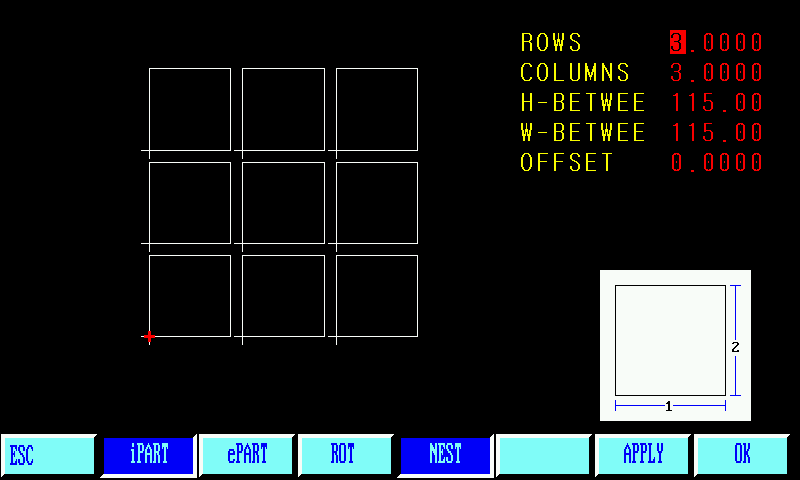 ROWS 3.0000
COLUMNS 3.0000
H-BETWEE 115.00
W-BETWEE 115.00
OFFSET 0.0000
2
1
ESC iPART ePART ROT NEST APPLY OK